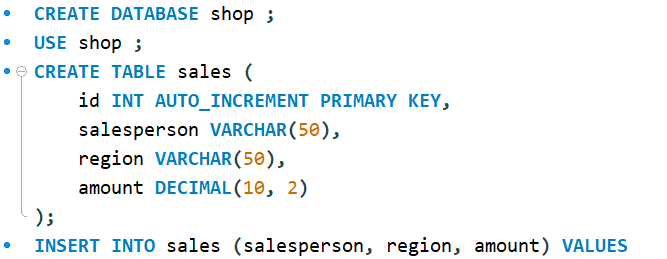 CREATE DATABASE shop ;
USE shop ;
CREATE TABLE sales (
id INT AUTO_INCREMENT PRIMARY KEY,
salesperson VARCHAR(50),
region VARCHAR(50),
amount DECIMAL(10, 2)
);
INSERT INTO sales (salesperson, region, amount) VALUES